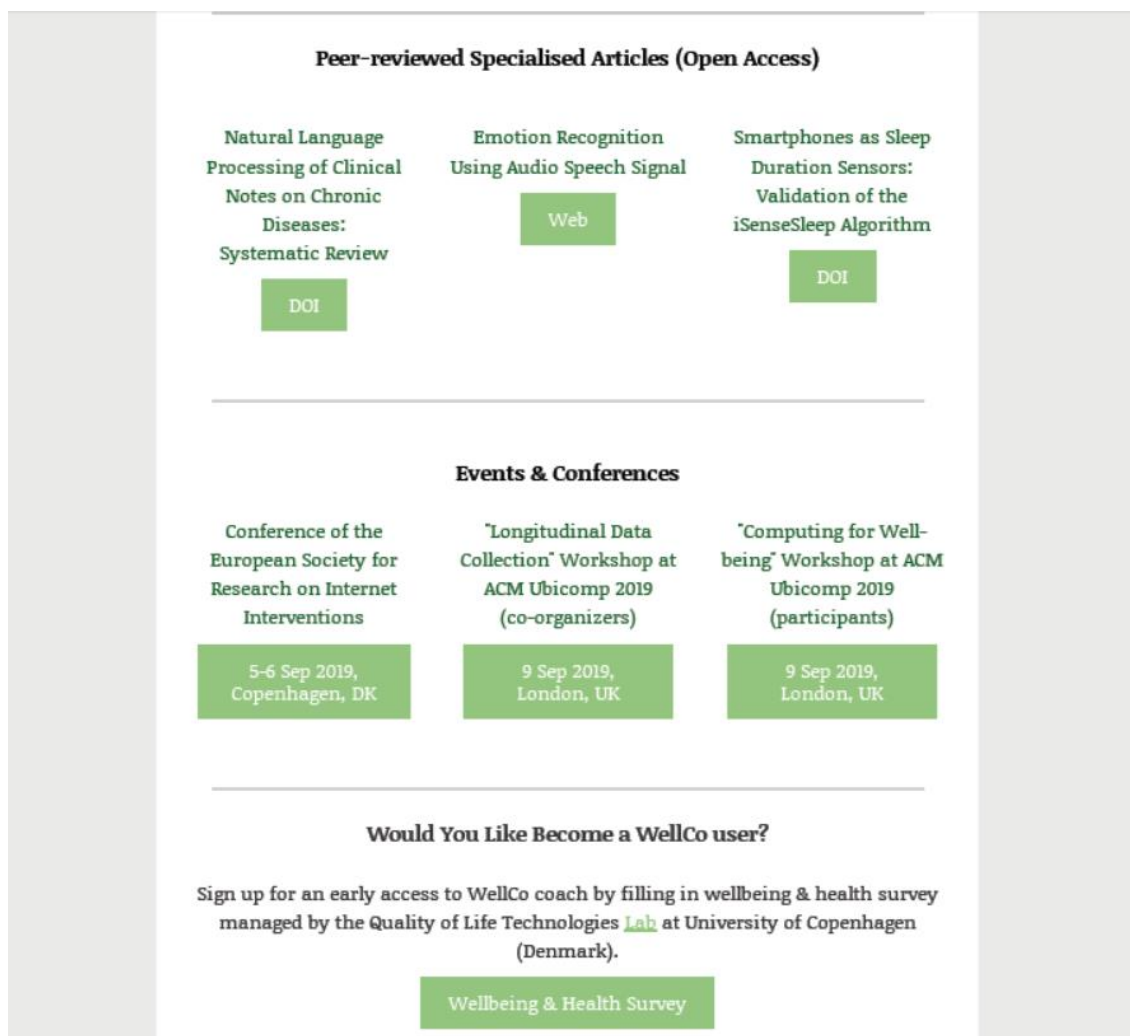 Peer-reviewed Specialised Articles (Open Access)
Natural Language
Processing of Clinical
Notes on Chronic
Diseases:
Systematic Review
DOI
Emotion Recognition
Using Audio Speech Signal
Web
Smartphones as Sleep
Duration Sensors:
Validation of the
iSenseSleep Algorithm
DOI
Events & Conferences
Conference of the
European Society for
Research on Internet
Interventions
5-6 Sep 2019,
Copenhagen, DK
"Longitudinal Data
Collection" Workshop at
ACM Ubicomp 2019
(co-organizers)
9 Sep 2019,
London, UK
"Computing for Well-
being" Workshop at ACM
Ubicomp 2019
(participants)
9 Sep 2019,
London, UK
Would You Like Become a WellCo user?
Sign up for an early access to WellCo coach by filling in wellbeing & health survey
managed by the Quality of Life Technologies Lab at University of Copenhagen
(Denmark).
Wellbeing & Health Survey